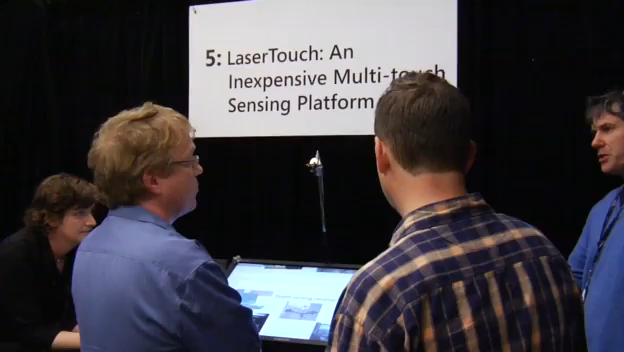 5: LaserTouch: An
Inexpensive Multi-touch
Sensing Platform